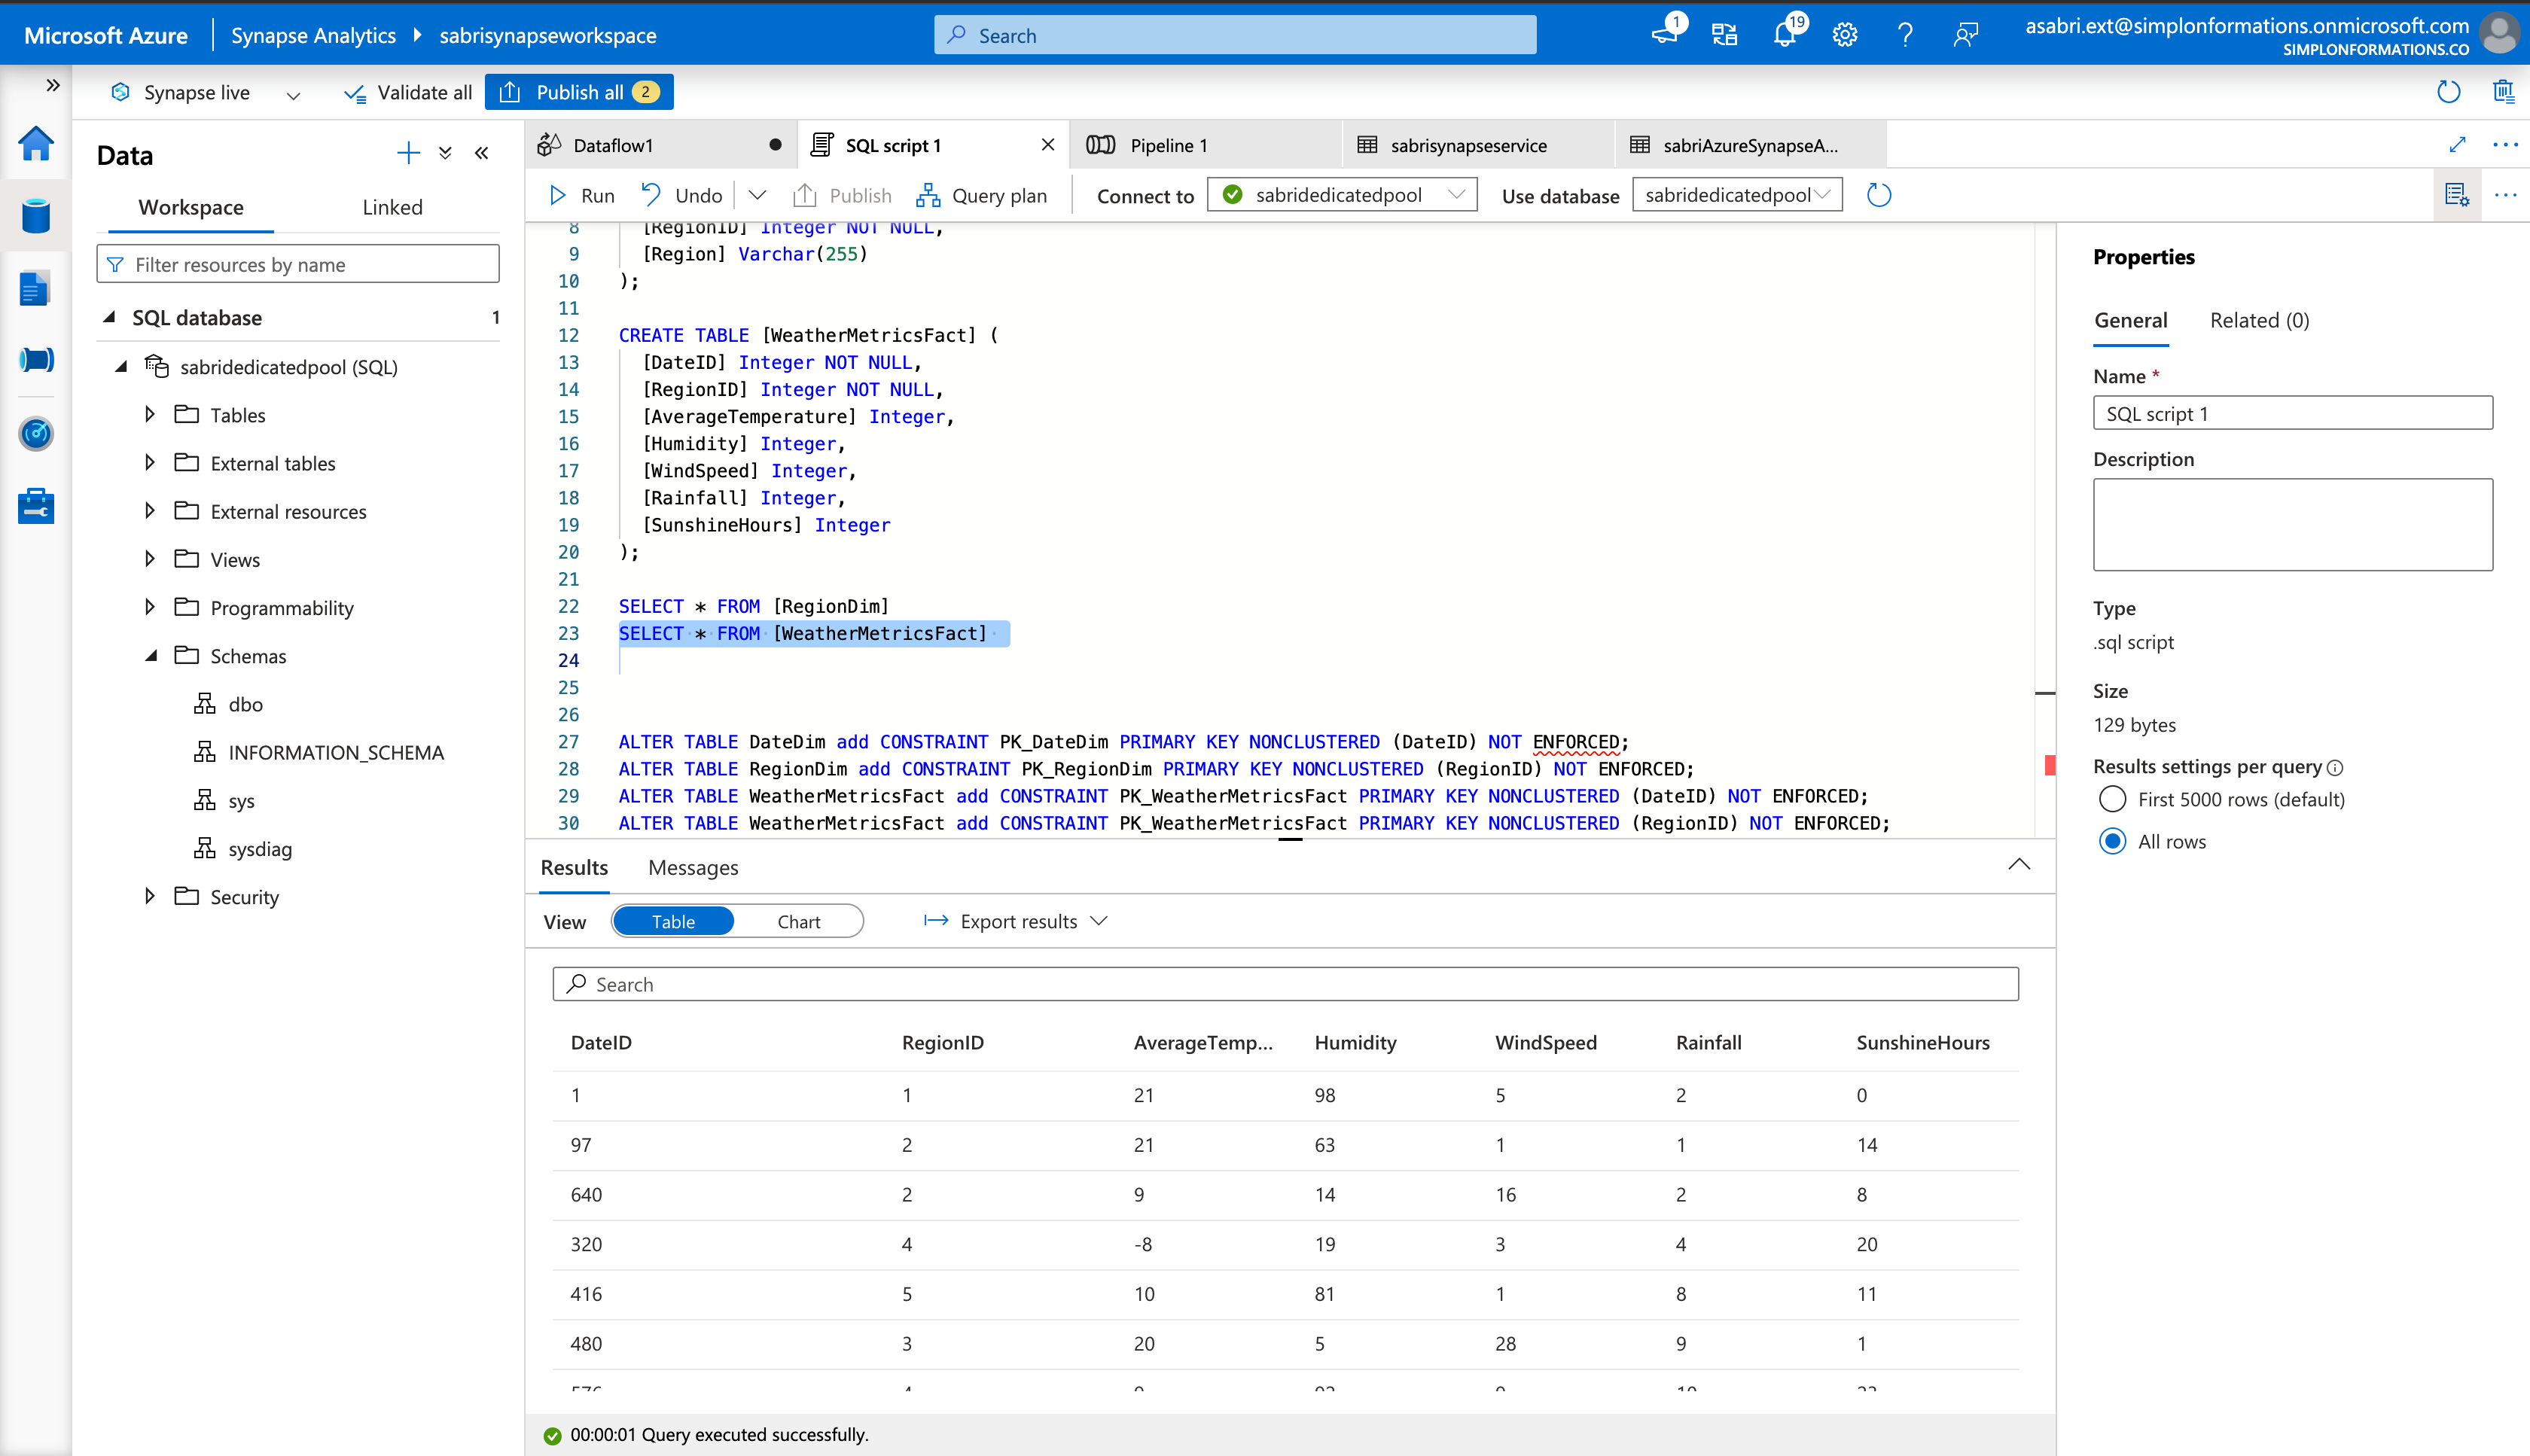 Microsoft Azure
Synapse Analytics
sabrisynapseworkspace
Search
1
19
asabri.ext@simplonformations.onmicrosoft.com
SIMPLONFORMATIONS.CO
Synapse live
Validate all
Publish all 2
Data
Workspace
Linked
Filter resources by name
SQL database 1
sabridedicatedpool (SQL)
Tables
External tables
External resources
Views
Programmability
Schemas
dbo
INFORMATION_SCHEMA
sys
sysdiag
Security
Dataflow1
SQL script 1
Pipeline 1
sabrisynapseservice
sabriAzureSynapseA...
Run
Undo
Publish
Query plan
Connect to
sabridedicatedpool
Use database
sabridedicatedpool
8 [RegionID] Integer NOT NULL,
9 [Region] Varchar(255)
10 );
11
12 CREATE TABLE [WeatherMetricsFact] (
13 [DateID] Integer NOT NULL,
14 [RegionID] Integer NOT NULL,
15 [AverageTemperature] Integer,
16 [Humidity] Integer,
17 [WindSpeed] Integer,
18 [Rainfall] Integer,
19 [SunshineHours] Integer
20 );
21
22 SELECT * FROM [RegionDim]
23 SELECT * FROM [WeatherMetricsFact]
24
25
26
27 ALTER TABLE DateDim add CONSTRAINT PK_DateDim PRIMARY KEY NONCLUSTERED (DateID) NOT ENFORCED;
28 ALTER TABLE RegionDim add CONSTRAINT PK_RegionDim PRIMARY KEY NONCLUSTERED (RegionID) NOT ENFORCED;
29 ALTER TABLE WeatherMetricsFact add CONSTRAINT PK_WeatherMetricsFact PRIMARY KEY NONCLUSTERED (DateID) NOT ENFORCED;
30 ALTER TABLE WeatherMetricsFact add CONSTRAINT PK_WeatherMetricsFact PRIMARY KEY NONCLUSTERED (RegionID) NOT ENFORCED;
Results
Messages
View
Table
Chart
Export results
Search
DateID RegionID AverageTemp... Humidity WindSpeed Rainfall SunshineHours
1 1 21 98 5 2 0
97 2 21 63 1 1 14
640 2 9 14 16 2 8
320 4 -8 19 3 4 20
416 5 10 81 1 8 11
480 3 20 5 28 9 1
00:00:01 Query executed successfully.
Properties
General
Related (0)
Name *
SQL script 1
Description
Type
.sql script
Size
129 bytes
Results settings per query
First 5000 rows (default)
All rows